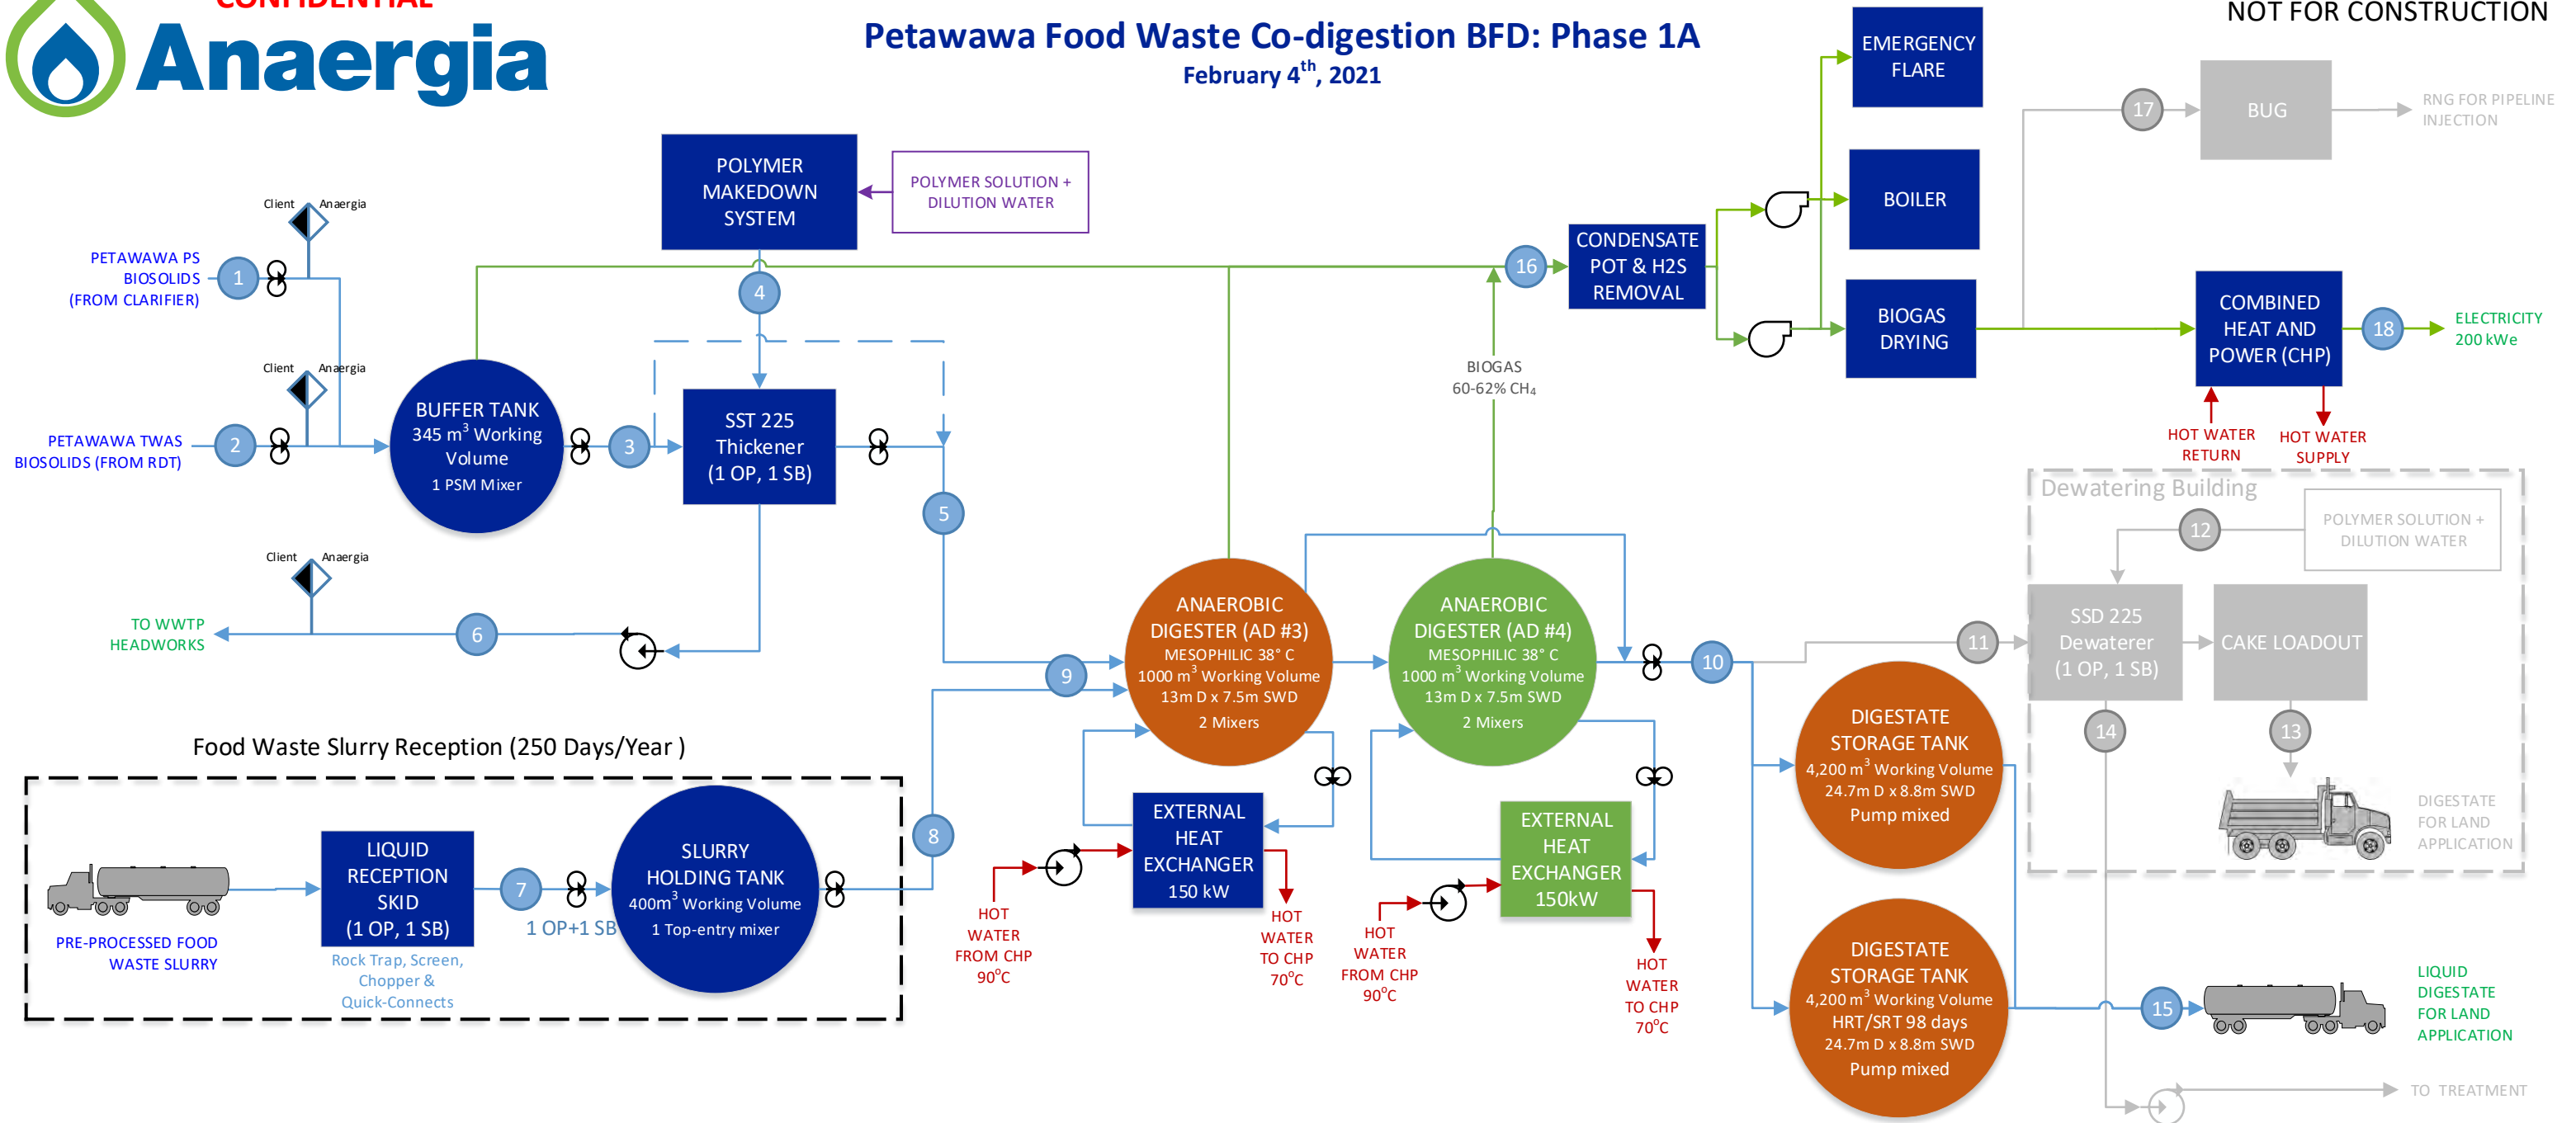 CONFIDENTIAL
Anaergia
Petawawa Food Waste Co-digestion BFD: Phase 1A
February 4th, 2021
NOT FOR CONSTRUCTION
EMERGENCY
FLARE
17
BUG
RNG FOR PIPELINE
INJECTION
POLYMER
MAKEDOWN
SYSTEM
POLYMER SOLUTION +
DILUTION WATER
BOILER
Client
Anaergia
PETAWAWA PS
BIOSOLIDS
(FROM CLARIFIER)
1
4
16
CONDENSATE
POT & H2S
REMOVAL
BIOGAS
DRYING
COMBINED
HEAT AND
POWER (CHP)
18
ELECTRICITY
200 kWe
HOT WATER
RETURN
HOT WATER
SUPPLY
BIOGAS
60-62% CH4
Client
Anaergia
PETAWAWA TWAS
BIOSOLIDS (FROM RDT)
2
BUFFER TANK
345 m3 Working
Volume
1 PSM Mixer
3
SST 225
Thickener
(1 OP, 1 SB)
5
Client
Anaergia
TO WWTP
HEADWORKS
6
9
ANAEROBIC
DIGESTER (AD #3)
MESOPHILIC 38° C
1000 m3 Working Volume
13m D x 7.5m SWD
2 Mixers
ANAEROBIC
DIGESTER (AD #4)
MESOPHILIC 38° C
1000 m3 Working Volume
13m D x 7.5m SWD
2 Mixers
10
11
Dewatering Building
12
POLYMER SOLUTION +
DILUTION WATER
SSD 225
Dewaterer
(1 OP, 1 SB)
CAKE LOADOUT
14
13
DIGESTATE
FOR LAND
APPLICATION
DIGESTATE
STORAGE TANK
4,200 m3 Working Volume
24.7m D x 8.8m SWD
Pump mixed
Food Waste Slurry Reception (250 Days/Year )
PRE-PROCESSED FOOD
WASTE SLURRY
LIQUID
RECEPTION
SKID
(1 OP, 1 SB)
Rock Trap, Screen,
Chopper &
Quick-Connects
7
1 OP+1 SB
SLURRY
HOLDING TANK
400m3 Working Volume
1 Top-entry mixer
8
EXTERNAL
HEAT
EXCHANGER
150 kW
HOT
WATER
FROM CHP
90oC
HOT
WATER
TO CHP
70oC
EXTERNAL
HEAT
EXCHANGER
150kW
HOT
WATER
FROM CHP
90oC
HOT
WATER
TO CHP
70oC
DIGESTATE
STORAGE TANK
4,200 m3 Working Volume
HRT/SRT 98 days
24.7m D x 8.8m SWD
Pump mixed
15
LIQUID
DIGESTATE
FOR LAND
APPLICATION
TO TREATMENT